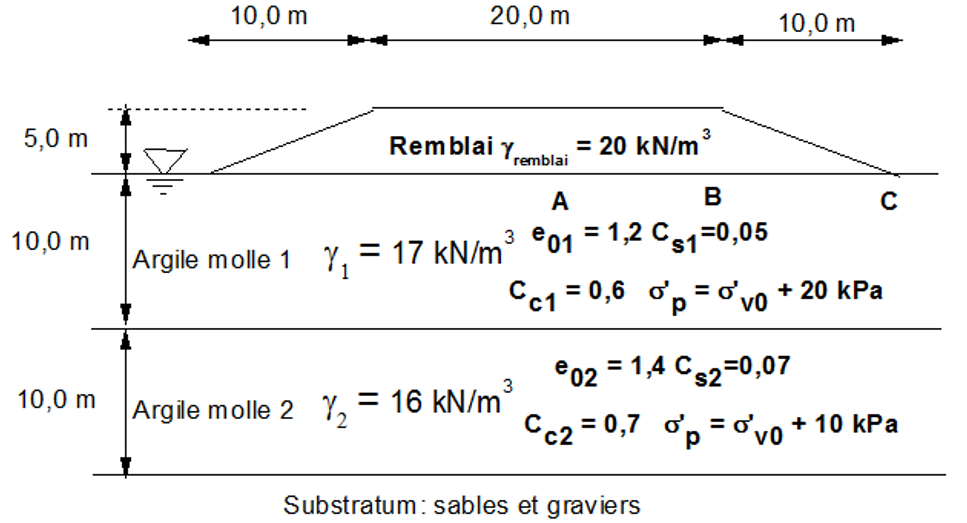 10,0 m 20,0 m 10,0 m
5,0 m
Remblai γremblai = 20 kN/m³
A B C
10,0 m
Argile molle 1 γ1 = 17 kN/m³
e01 = 1,2 Cs1=0,05
Cc1 = 0,6 σ'p = σ'v0 + 20 kPa
10,0 m
Argile molle 2 γ2 = 16 kN/m³
e02 = 1,4 Cs2=0,07
Cc2 = 0,7 σ'p = σ'v0 + 10 kPa
Substratum: sables et graviers